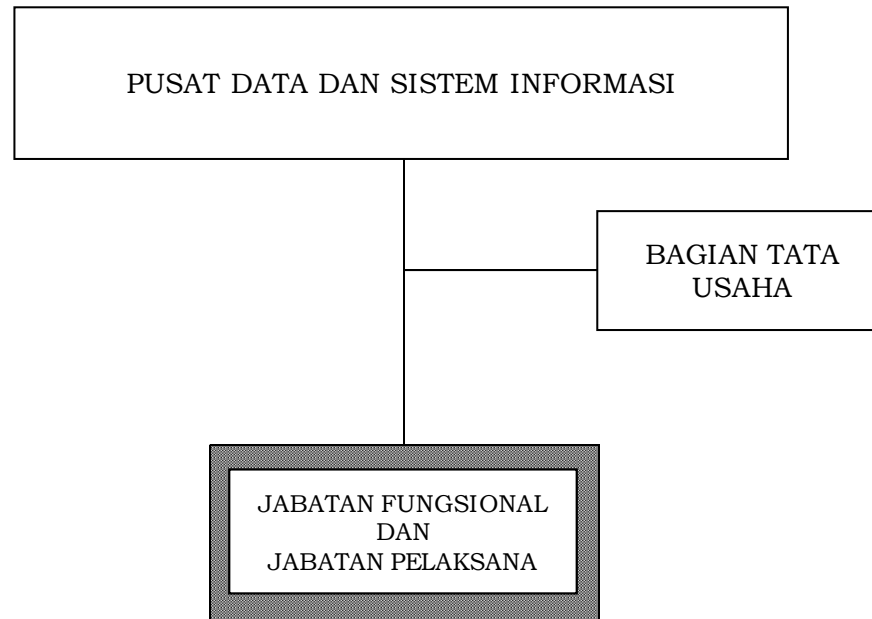 PUSAT DATA DAN SISTEM INFORMASI
BAGIAN TATA
USAHA
JABATAN FUNGSIONAL
DAN
JABATAN PELAKSANA